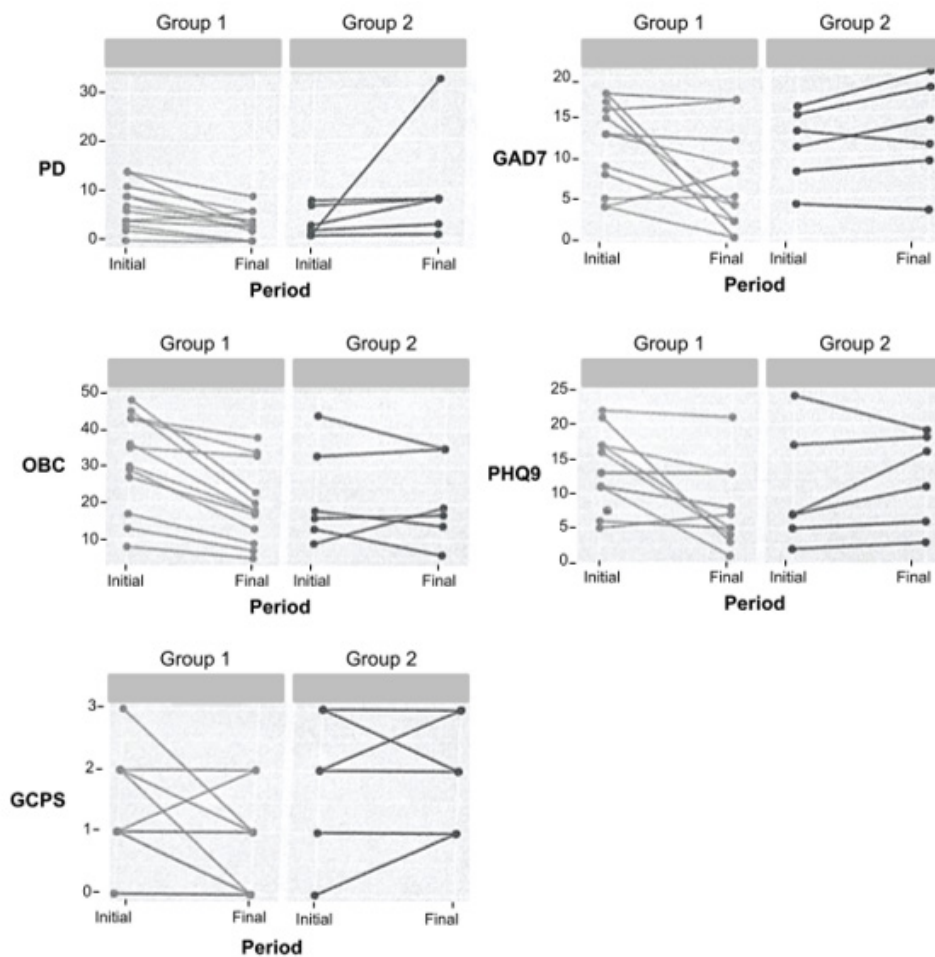 Group 1 Group 2
PD
30
20
10
0
Initial Final Initial Final
Period
Group 1 Group 2
GAD7
20
15
10
5
0
Initial Final Initial Final
Period
Group 1 Group 2
OBC
50
40
30
20
10
Initial Final Initial Final
Period
Group 1 Group 2
PHQ9
25
20
15
10
5
0
Initial Final Initial Final
Period
Group 1 Group 2
GCPS
3
2
1
0
Initial Final Initial Final
Period